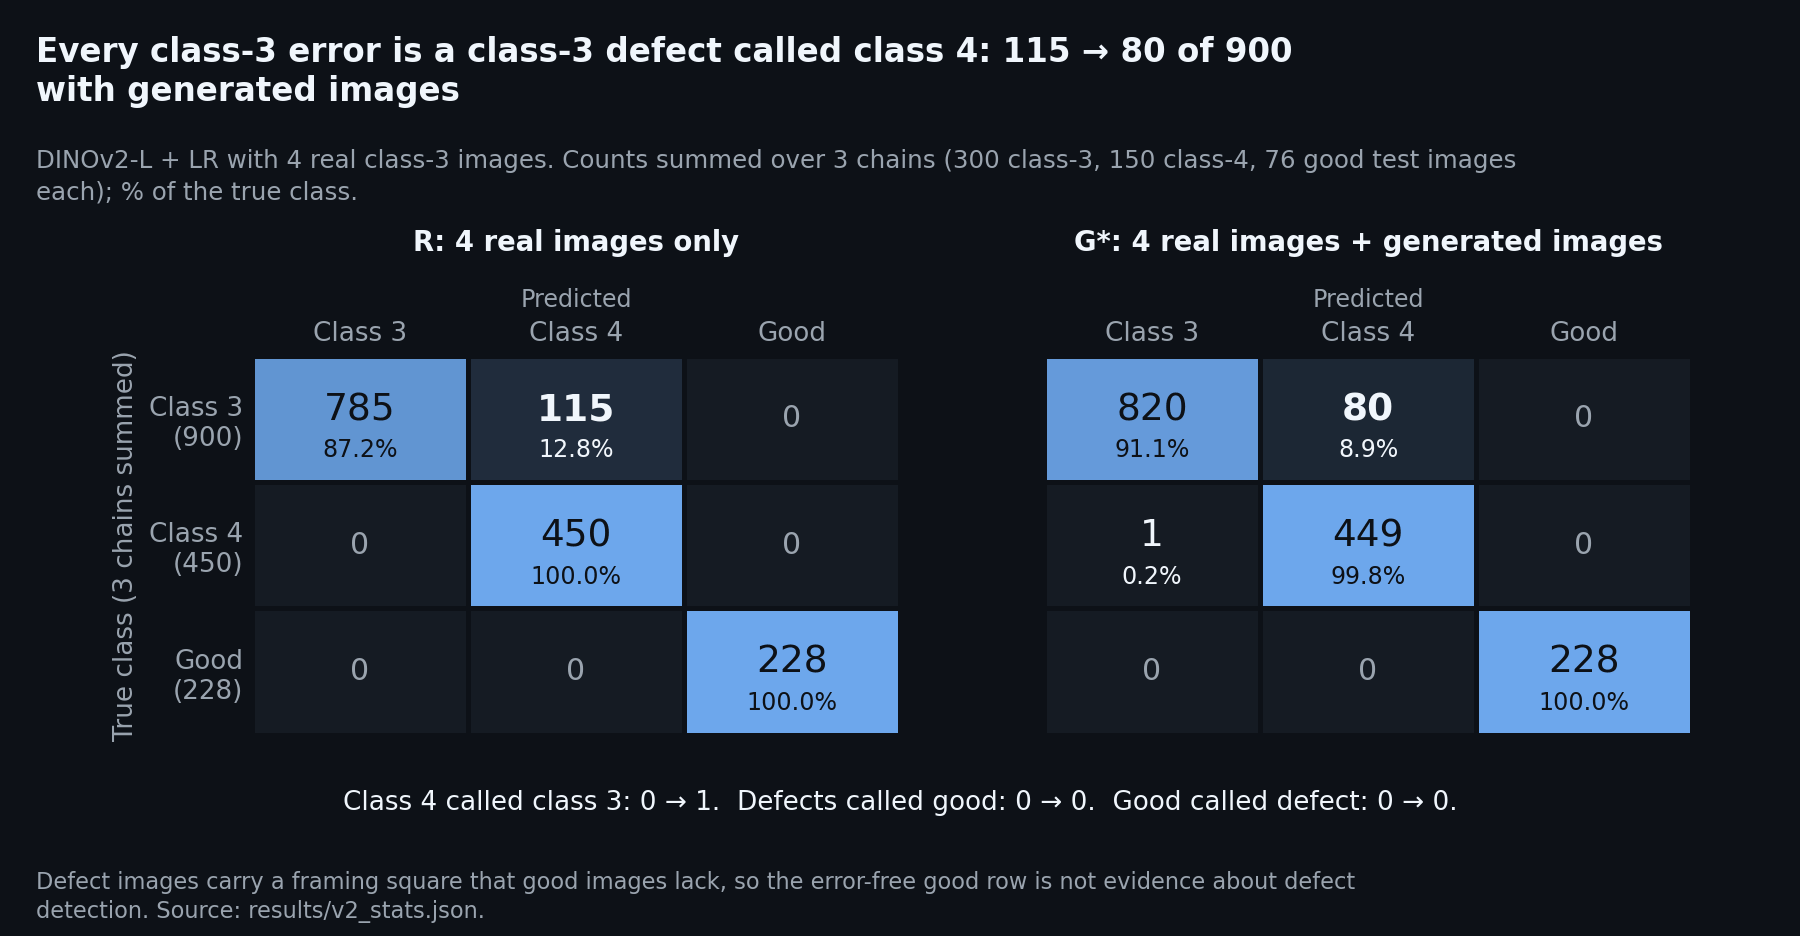 Every class-3 error is a class-3 defect called class 4: 115 → 80 of 900
with generated images
DINOv2-L + LR with 4 real class-3 images. Counts summed over 3 chains (300 class-3, 150 class-4, 76 good test images
each); % of the true class.
R: 4 real images only
Predicted
Class 3 Class 4 Good
True class (3 chains summed)
Class 3
(900)
785 115 0
87.2% 12.8%
Class 4
(450)
0 450 0
100.0%
Good
(228)
0 0 228
100.0%
G*: 4 real images + generated images
Predicted
Class 3 Class 4 Good
820 80 0
91.1% 8.9%
1 449 0
0.2% 99.8%
0 0 228
100.0%
Class 4 called class 3: 0 → 1.  Defects called good: 0 → 0.  Good called defect: 0 → 0.
Defect images carry a framing square that good images lack, so the error-free good row is not evidence about defect
detection. Source: results/v2_stats.json.